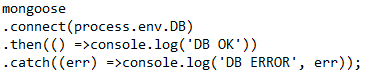 mongoose
.connect(process.env.DB)
.then(() =>console.log('DB OK'))
.catch((err) =>console.log('DB ERROR', err));